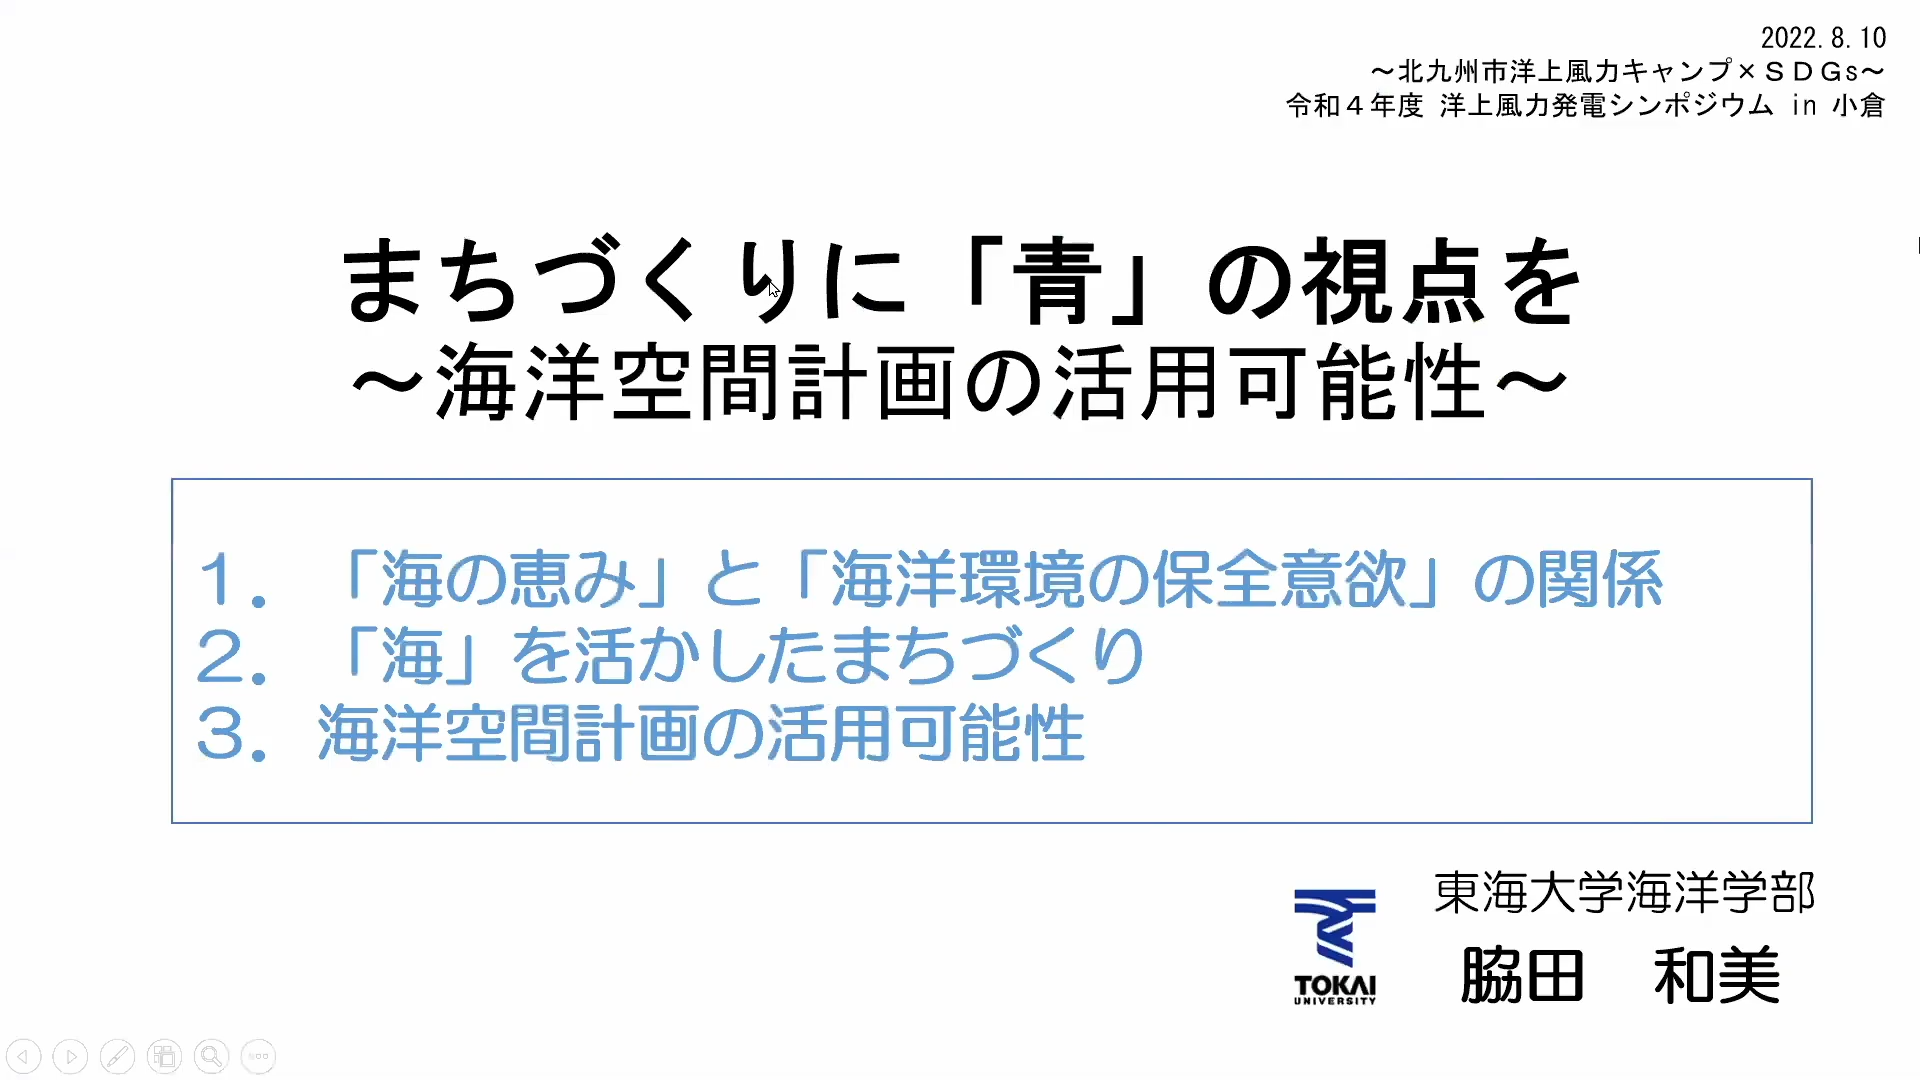 2022.8.10
～北九州市洋上風力キャンプ×ＳＤＧs～
令和４年度 洋上風力発電シンポジウム in 小倉
まちづくりに「青」の視点を
～海洋空間計画の活用可能性～
１．「海の恵み」と「海洋環境の保全意欲」の関係
２．「海」を活かしたまちづくり
３．海洋空間計画の活用可能性
東海大学海洋学部
脇田　和美
TOKAI
UNIVERSITY